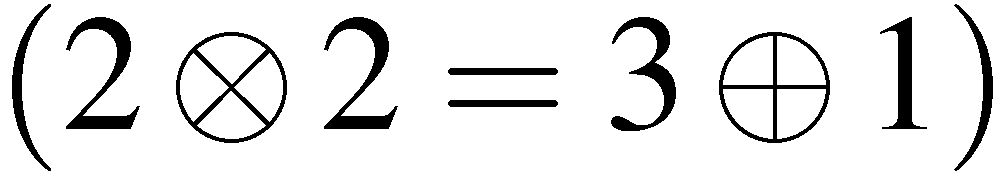 (2 ⊗ 2 = 3 ⊕ 1)